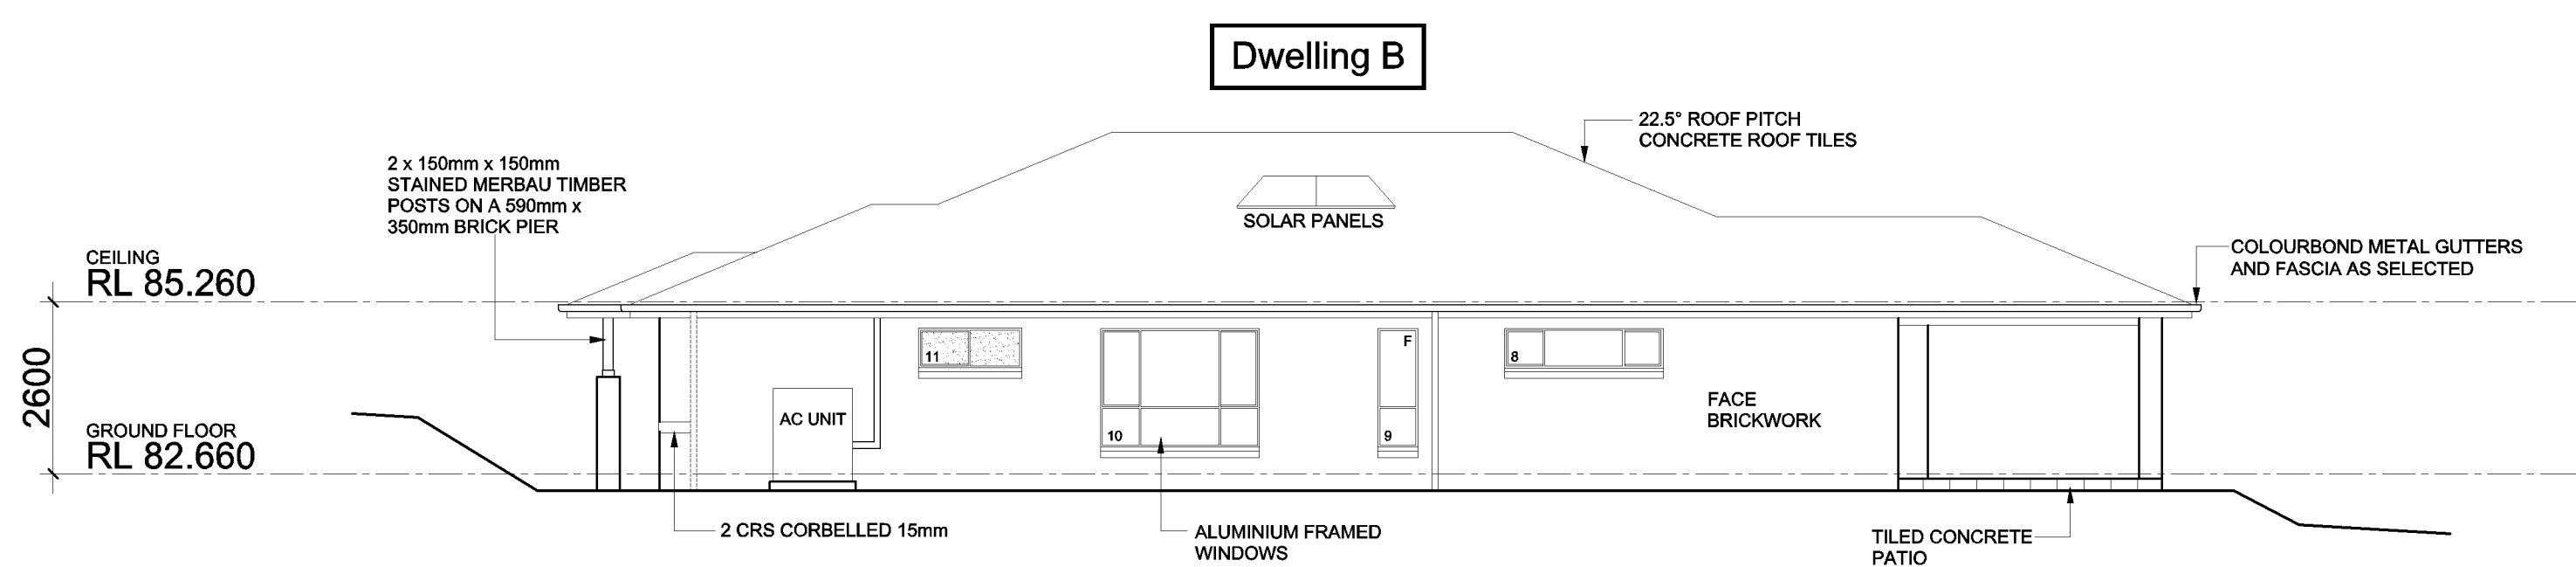 Dwelling B
22.5° ROOF PITCH
CONCRETE ROOF TILES
2 x 150mm x 150mm
STAINED MERBAU TIMBER
POSTS ON A 590mm x
350mm BRICK PIER
SOLAR PANELS
COLOURBOND METAL GUTTERS
AND FASCIA AS SELECTED
CEILING
RL 85.260
2600
GROUND FLOOR
RL 82.660
11
F
8
AC UNIT
10
9
FACE
BRICKWORK
2 CRS CORBELLED 15mm
ALUMINIUM FRAMED
WINDOWS
TILED CONCRETE
PATIO